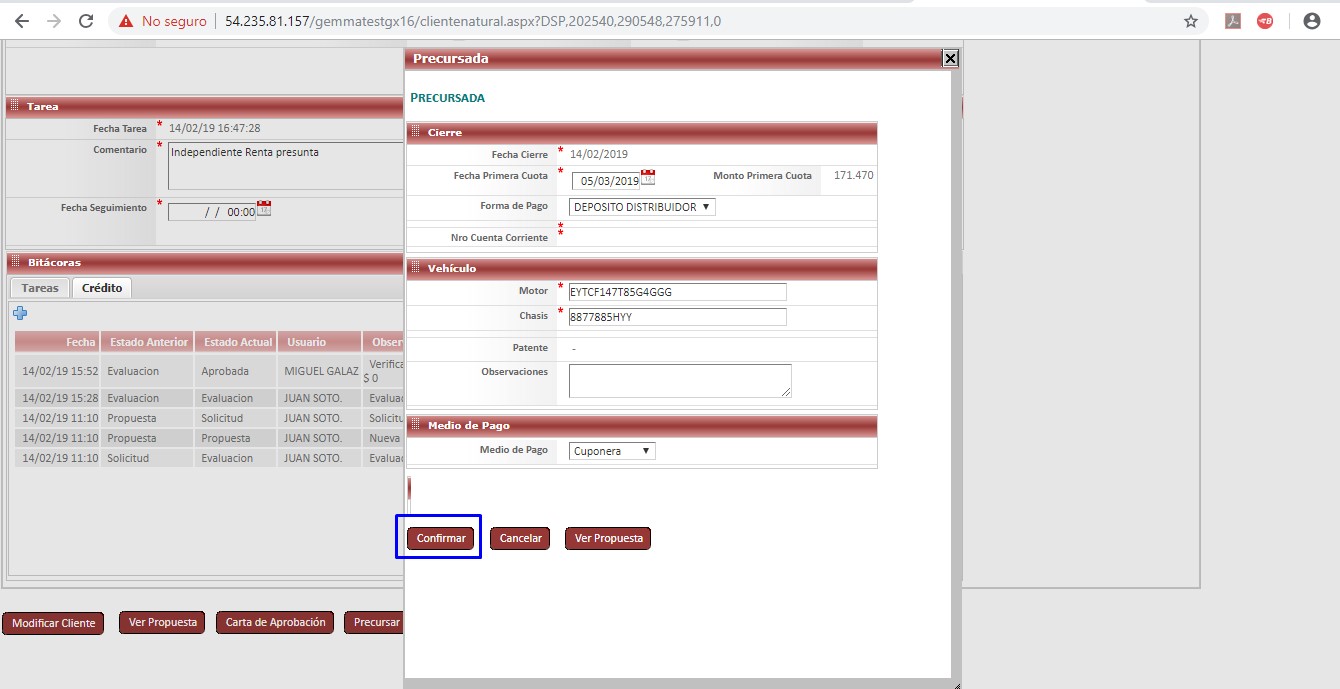 No seguro
54.235.81.157/gemmatestgx16/clientenatural.aspx?DSP,202540,290548,275911,0
Tarea
Fecha Tarea * 14/02/19 16:47:28
Comentario * Independiente Renta presunta
Fecha Seguimiento * / / 00:00
Bitácoras
Tareas Crédito
Fecha Estado Anterior Estado Actual Usuario
14/02/19 15:52 Evaluacion Aprobada MIGUEL GALAZ
$ 0
14/02/19 15:28 Evaluacion Evaluacion JUAN SOTO.
14/02/19 11:10 Propuesta Solicitud JUAN SOTO.
14/02/19 11:10 Propuesta Propuesta JUAN SOTO. Nueva
14/02/19 11:10 Solicitud Evaluacion JUAN SOTO.
Modificar Cliente Ver Propuesta Carta de Aprobación Precursar
Precursada
PRECURSADA
Cierre
Fecha Cierre * 14/02/2019
Fecha Primera Cuota * 05/03/2019 Monto Primera Cuota 171.470
Forma de Pago DEPOSITO DISTRIBUIDOR
*
Nro Cuenta Corriente *
Vehículo
Motor * EYTCF147T85G4GGG
Chasis * 8877885HYY
Patente -
Observaciones
Medio de Pago
Medio de Pago Cuponera
Confirmar Cancelar Ver Propuesta